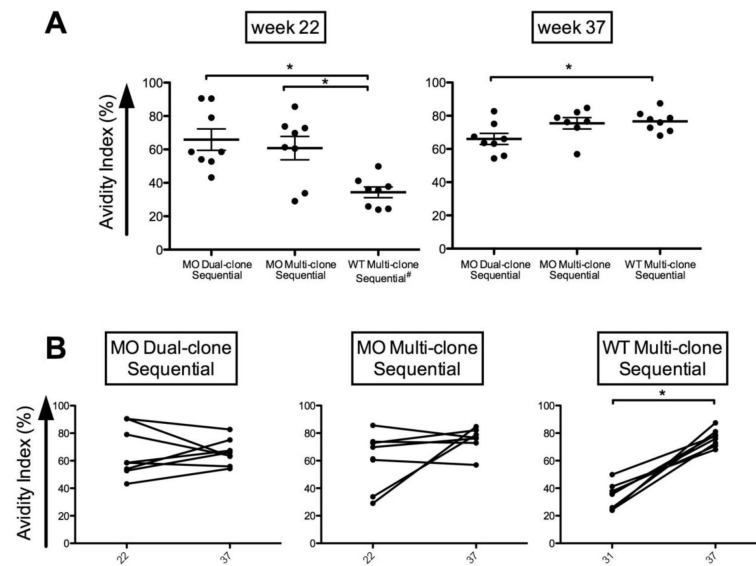 A
week 22
week 37
Avidity Index (%)
100
80
60
40
20
0
*
*
MO Dual-clone
Sequential
MO Multi-clone
Sequential
WT Multi-clone
Sequential#
100
80
60
40
20
0
*
MO Dual-clone
Sequential
MO Multi-clone
Sequential
WT Multi-clone
Sequential
B
MO Dual-clone
Sequential
MO Multi-clone
Sequential
WT Multi-clone
Sequential
Avidity Index (%)
100
80
60
40
20
0
22
37
100
80
60
40
20
0
22
37
100
80
60
40
20
0
*
31
37